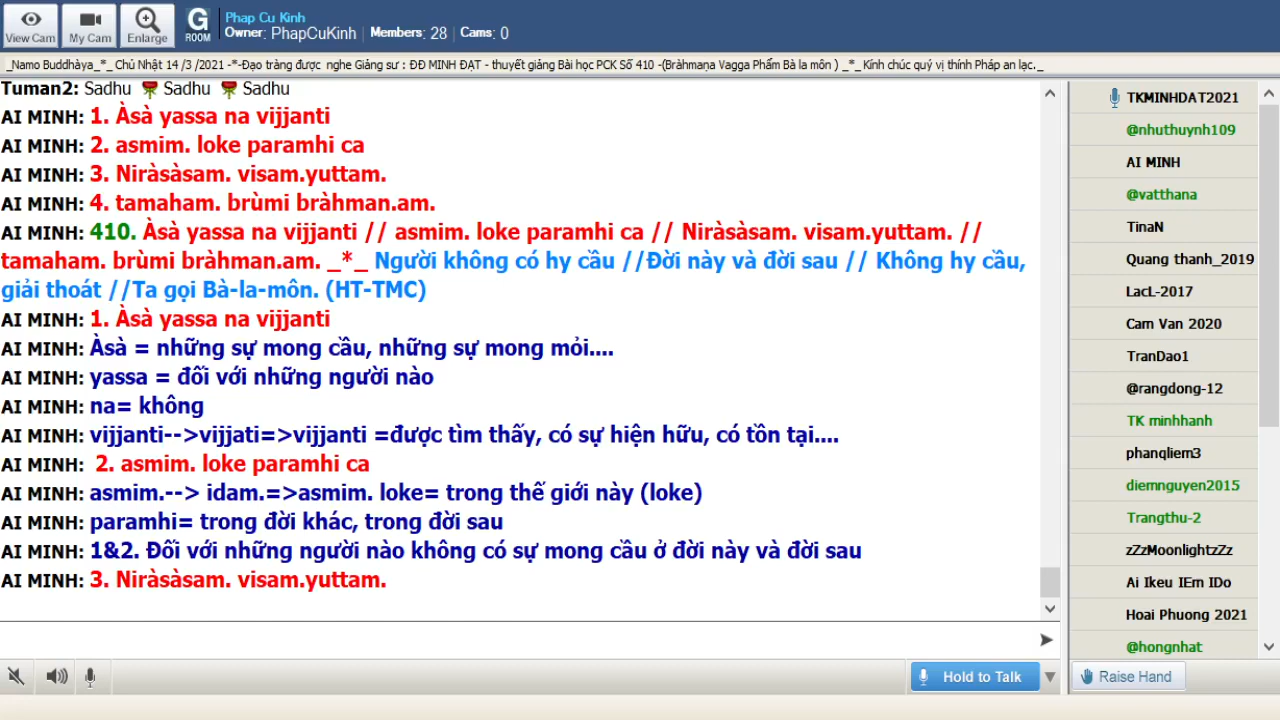 View Cam
My Cam
Enlarge
G
ROOM
Phap Cu Kinh
Owner: PhapCuKinh | Members: 28 | Cams: 0
_Namo Buddhàya_*_ Chủ Nhật 14 /3 /2021 -*-Đạo tràng được nghe Giảng sư : ĐĐ MINH ĐẠT - thuyết giảng Bài học PCK Số 410 -(Bràhmaṇa Vagga Phẩm Bà la môn ) _*_Kính chúc quý vị thính Pháp an lạc._
Tuman2: Sadhu 🌹 Sadhu 🌹 Sadhu
AI MINH: 1. Àsà yassa na vijjanti
AI MINH: 2. asmim. loke paramhi ca
AI MINH: 3. Niràsàsam. visam.yuttam.
AI MINH: 4. tamaham. brùmi bràhman.am.
AI MINH: 410. Àsà yassa na vijjanti // asmim. loke paramhi ca // Niràsàsam. visam.yuttam. //
tamaham. brùmi bràhman.am. _*_ Người không có hy cầu //Đời này và đời sau // Không hy cầu,
giải thoát //Ta gọi Bà-la-môn. (HT-TMC)
AI MINH: 1. Àsà yassa na vijjanti
AI MINH: Àsà = những sự mong cầu, những sự mong mỏi....
AI MINH: yassa = đối với những người nào
AI MINH: na= không
AI MINH: vijjanti-->vijjati=>vijjanti =được tìm thấy, có sự hiện hữu, có tồn tại....
AI MINH: 2. asmim. loke paramhi ca
AI MINH: asmim.--> idam.=>asmim. loke= trong thế giới này (loke)
AI MINH: paramhi= trong đời khác, trong đời sau
AI MINH: 1&2. Đối với những người nào không có sự mong cầu ở đời này và đời sau
AI MINH: 3. Niràsàsam. visam.yuttam.
TKMINHDAT2021
@nhuthuynh109
AI MINH
@vatthana
TinaN
Quang thanh_2019
LacL-2017
Cam Van 2020
TranDao1
@rangdong-12
TK minhhanh
phanqliem3
diemnguyen2015
Trangthu-2
zZzMoonlightzZz
Ai Ikeu IEm IDo
Hoai Phuong 2021
@hongnhat
Hold to Talk
Raise Hand